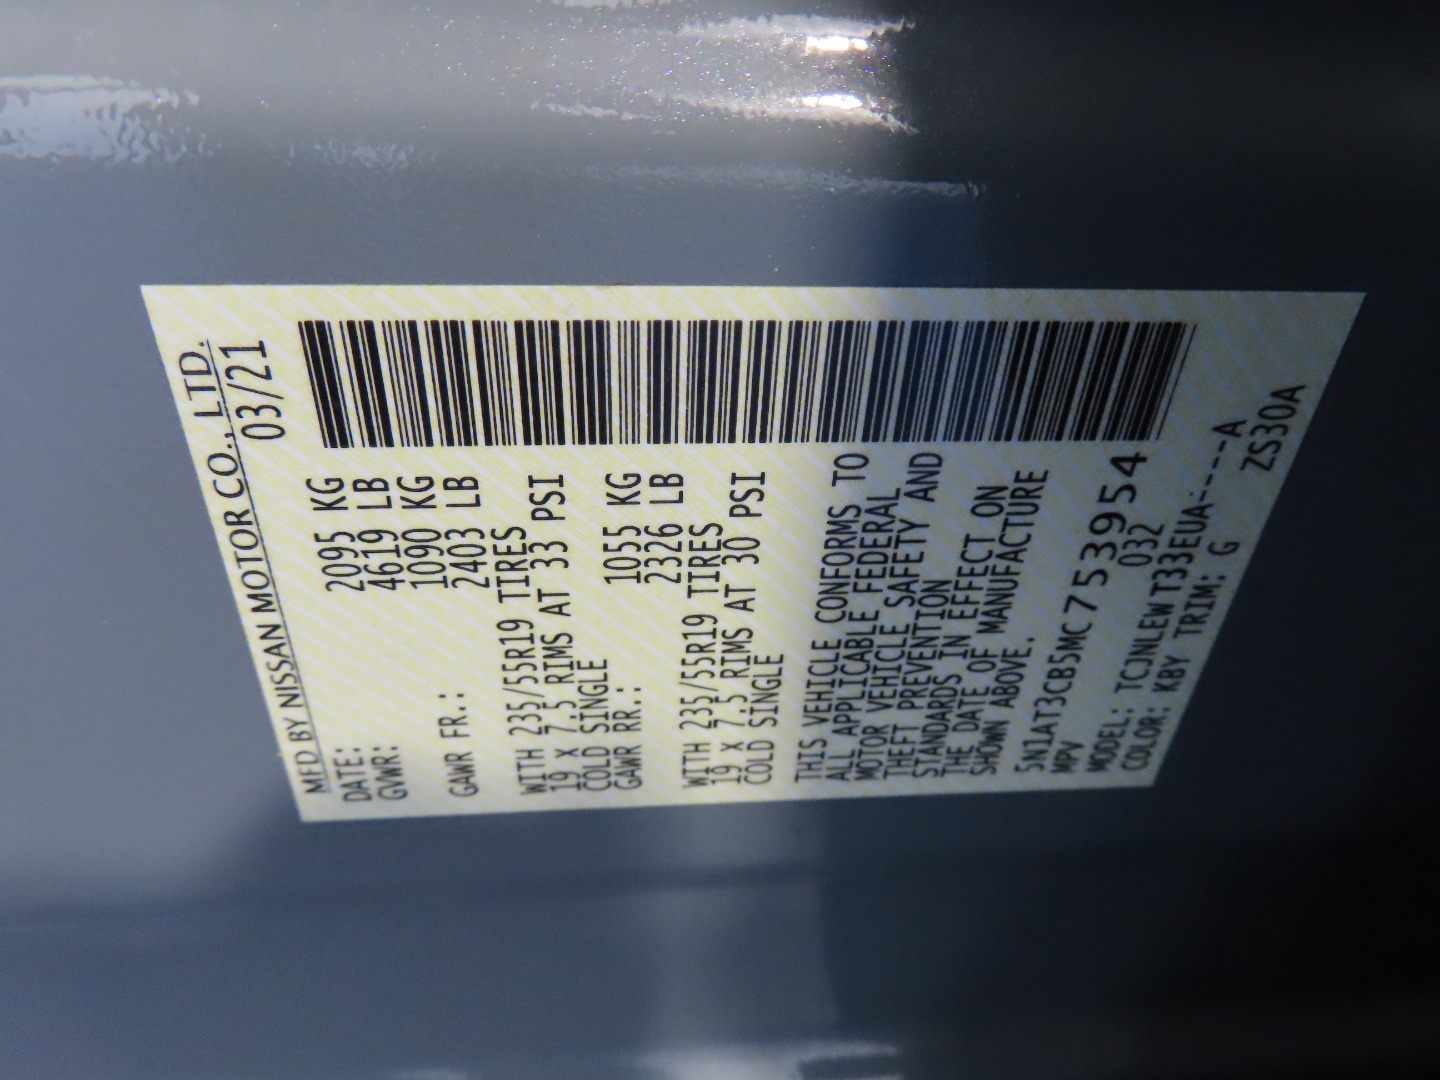 MFD BY NISSAN MOTOR CO., LTD.
DATE: 03/21
GVWR: 2095 KG
4619 LB
GAWR FR.: 1090 KG
2403 LB
WITH 235/55R19 TIRES
19 x 7.5 RIMS AT 33 PSI
COLD SINGLE
GAWR RR.: 1055 KG
2326 LB
WITH 235/55R19 TIRES
19 x 7.5 RIMS AT 30 PSI
COLD SINGLE
THIS VEHICLE CONFORMS TO
ALL APPLICABLE FEDERAL
MOTOR VEHICLE SAFETY AND
THEFT PREVENTION
STANDARDS IN EFFECT ON
THE DATE OF MANUFACTURE
SHOWN ABOVE.
5N1AT3CB5MC753954
MPV 032
MODEL: TCJNLEWT33EUA-----A
COLOR: KBY TRIM: G ZS30A